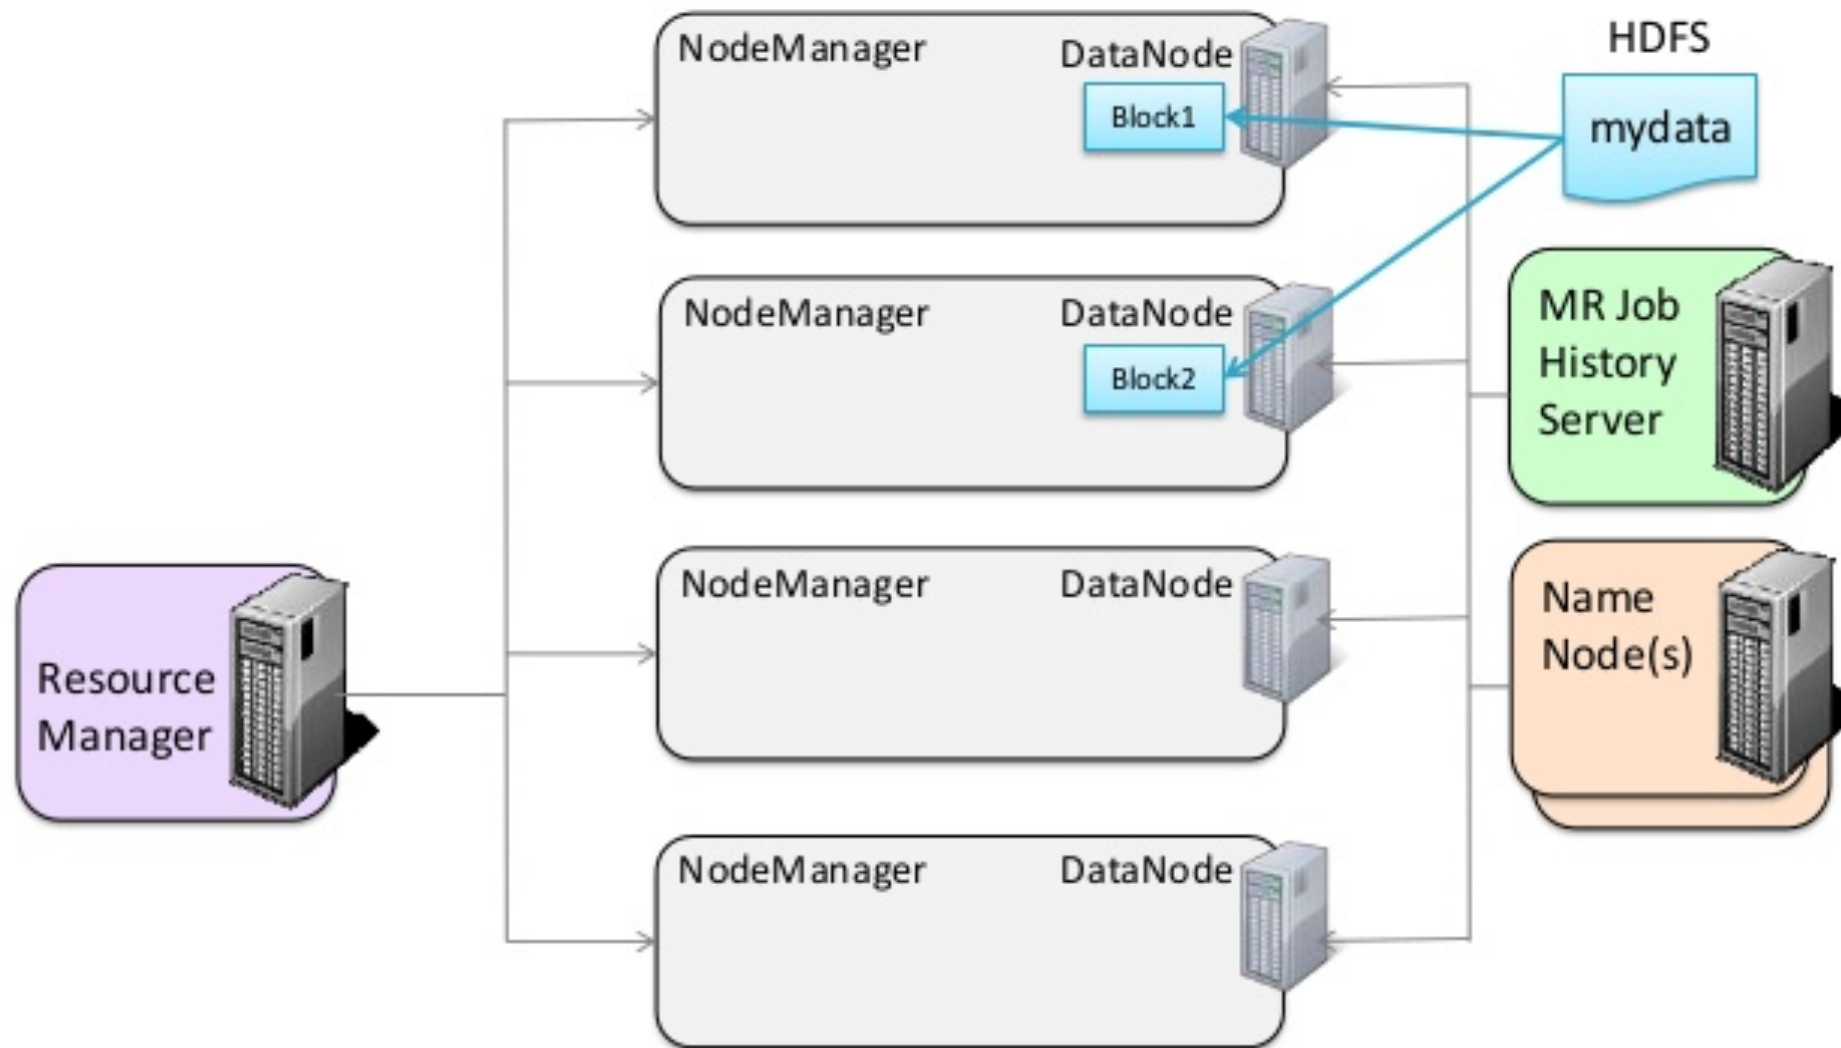 NodeManager
DataNode
Block1
HDFS
mydata
NodeManager
DataNode
Block2
MR Job
History
Server
NodeManager
DataNode
Name
Node(s)
Resource
Manager
NodeManager
DataNode